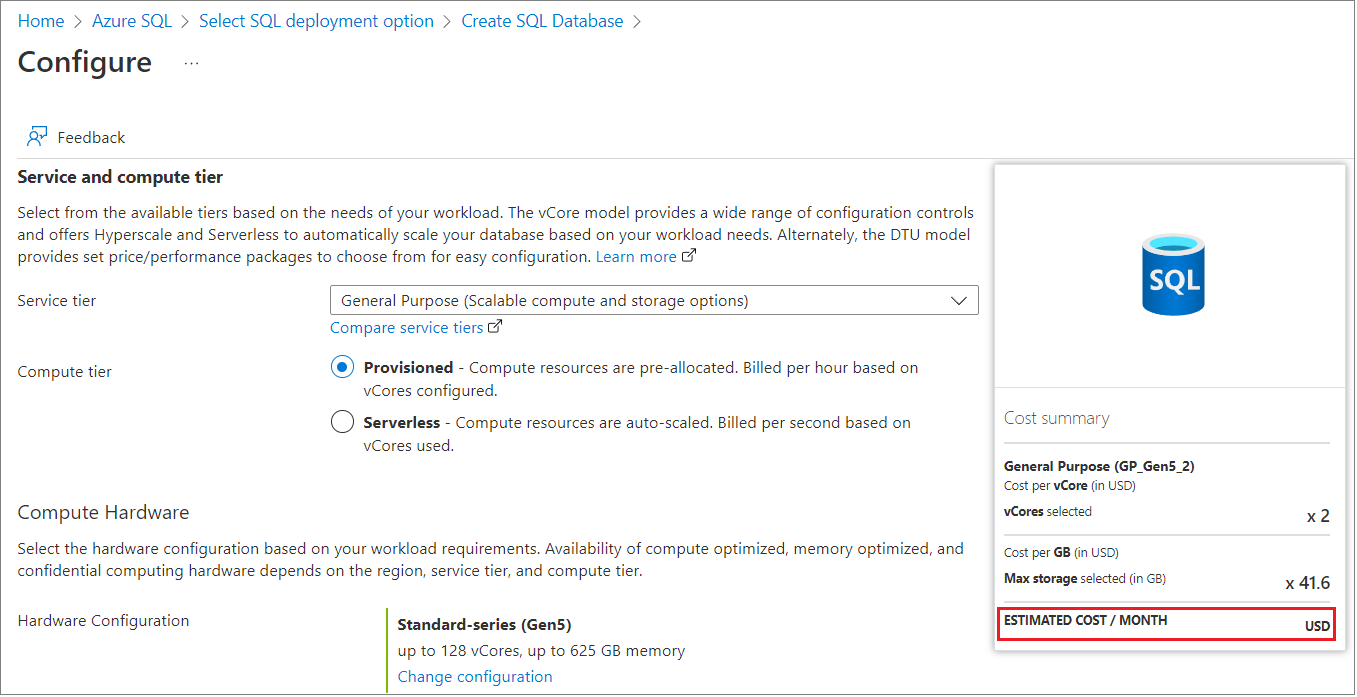 Home > Azure SQL > Select SQL deployment option > Create SQL Database >
Configure ...
Feedback
Service and compute tier
Select from the available tiers based on the needs of your workload. The vCore model provides a wide range of configuration controls
and offers Hyperscale and Serverless to automatically scale your database based on your workload needs. Alternately, the DTU model
provides set price/performance packages to choose from for easy configuration. Learn more
Service tier
General Purpose (Scalable compute and storage options)
Compare service tiers
Compute tier
Provisioned - Compute resources are pre-allocated. Billed per hour based on
vCores configured.
Serverless - Compute resources are auto-scaled. Billed per second based on
vCores used.
Compute Hardware
Select the hardware configuration based on your workload requirements. Availability of compute optimized, memory optimized, and
confidential computing hardware depends on the region, service tier, and compute tier.
Hardware Configuration
Standard-series (Gen5)
up to 128 vCores, up to 625 GB memory
Change configuration
SQL
Cost summary
General Purpose (GP_Gen5_2)
Cost per vCore (in USD)
vCores selected
x 2
Cost per GB (in USD)
Max storage selected (in GB)
x 41.6
ESTIMATED COST / MONTH
USD